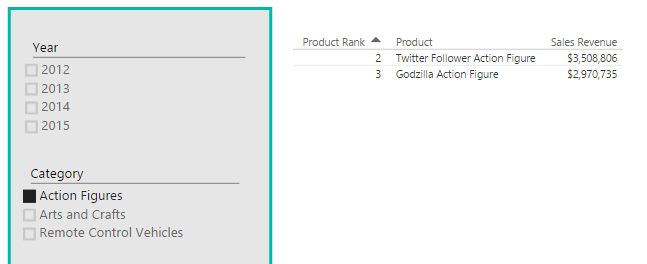 Year
2012
2013
2014
2015
Category
Action Figures
Arts and Crafts
Remote Control Vehicles
Product Rank Product Sales Revenue
2 Twitter Follower Action Figure $3,508,806
3 Godzilla Action Figure $2,970,735